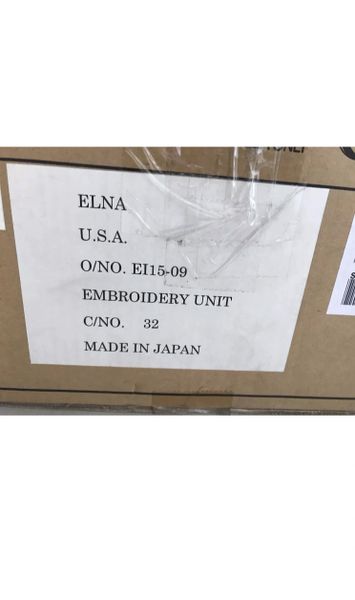 ELNA
U.S.A.
O/NO. EI15-09
EMBROIDERY UNIT
C/NO. 32
MADE IN JAPAN